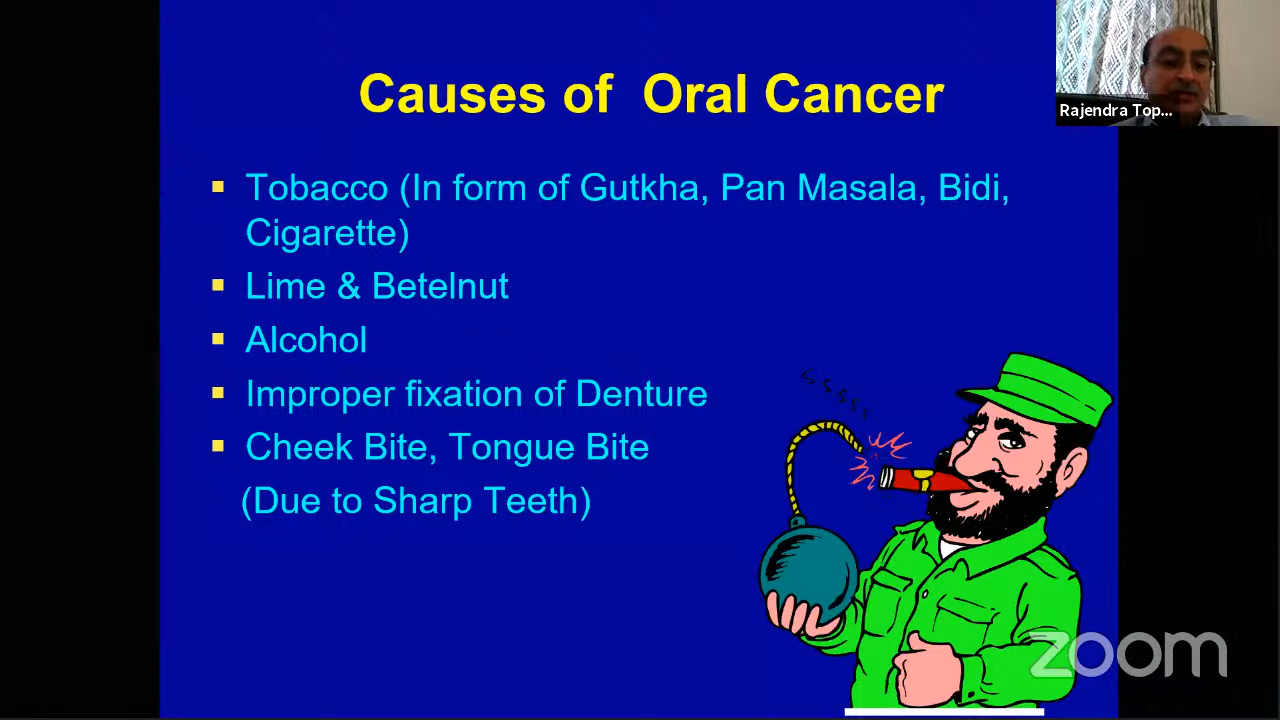 Causes of Oral Cancer
Rajendra Top...
Tobacco (In form of Gutkha, Pan Masala, Bidi,
Cigarette)
Lime & Betelnut
Alcohol
Improper fixation of Denture
Cheek Bite, Tongue Bite
(Due to Sharp Teeth)
sssss
zoom